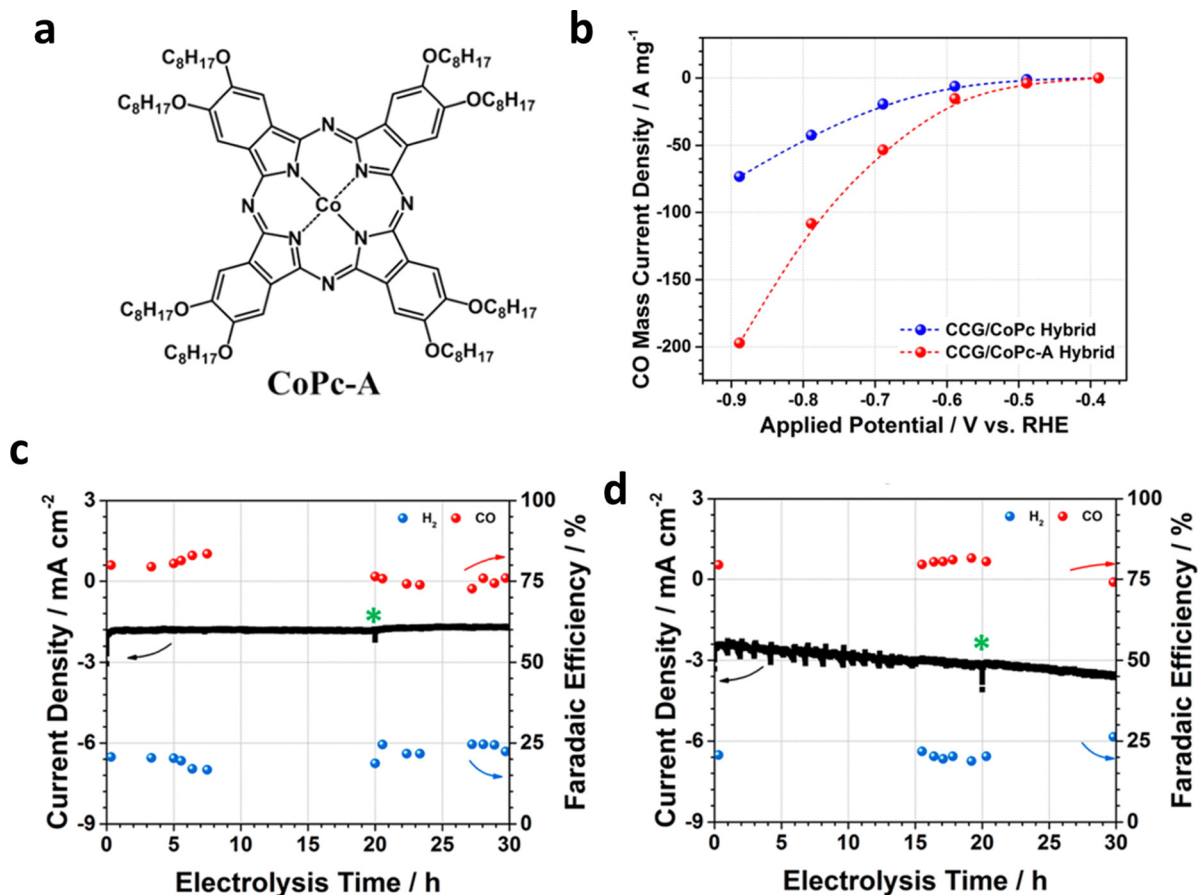 a
C₈H₁₇ OC₈H₁₇
C₈H₁₇O O
O OC₈H₁₇
N
N N
N Co N
N N
N
O OC₈H₁₇
C₈H₁₇O O
C₈H₁₇ OC₈H₁₇
CoPc-A
b
CO Mass Current Density / A mg⁻¹
0
-50
-100
-150
-200
CCG/CoPc Hybrid
CCG/CoPc-A Hybrid
-0.9 -0.8 -0.7 -0.6 -0.5 -0.4
Applied Potential / V vs. RHE
c
Current Density / mA cm⁻²
3
0
-3
-6
-9
H₂ CO
*
100
75
50
25
0
Faradaic Efficiency / %
0 5 10 15 20 25 30
Electrolysis Time / h
d
Current Density / mA cm⁻²
3
0
-3
-6
-9
H₂ CO
*
100
75
50
25
0
Faradaic Efficiency / %
0 5 10 15 20 25 30
Electrolysis Time / h